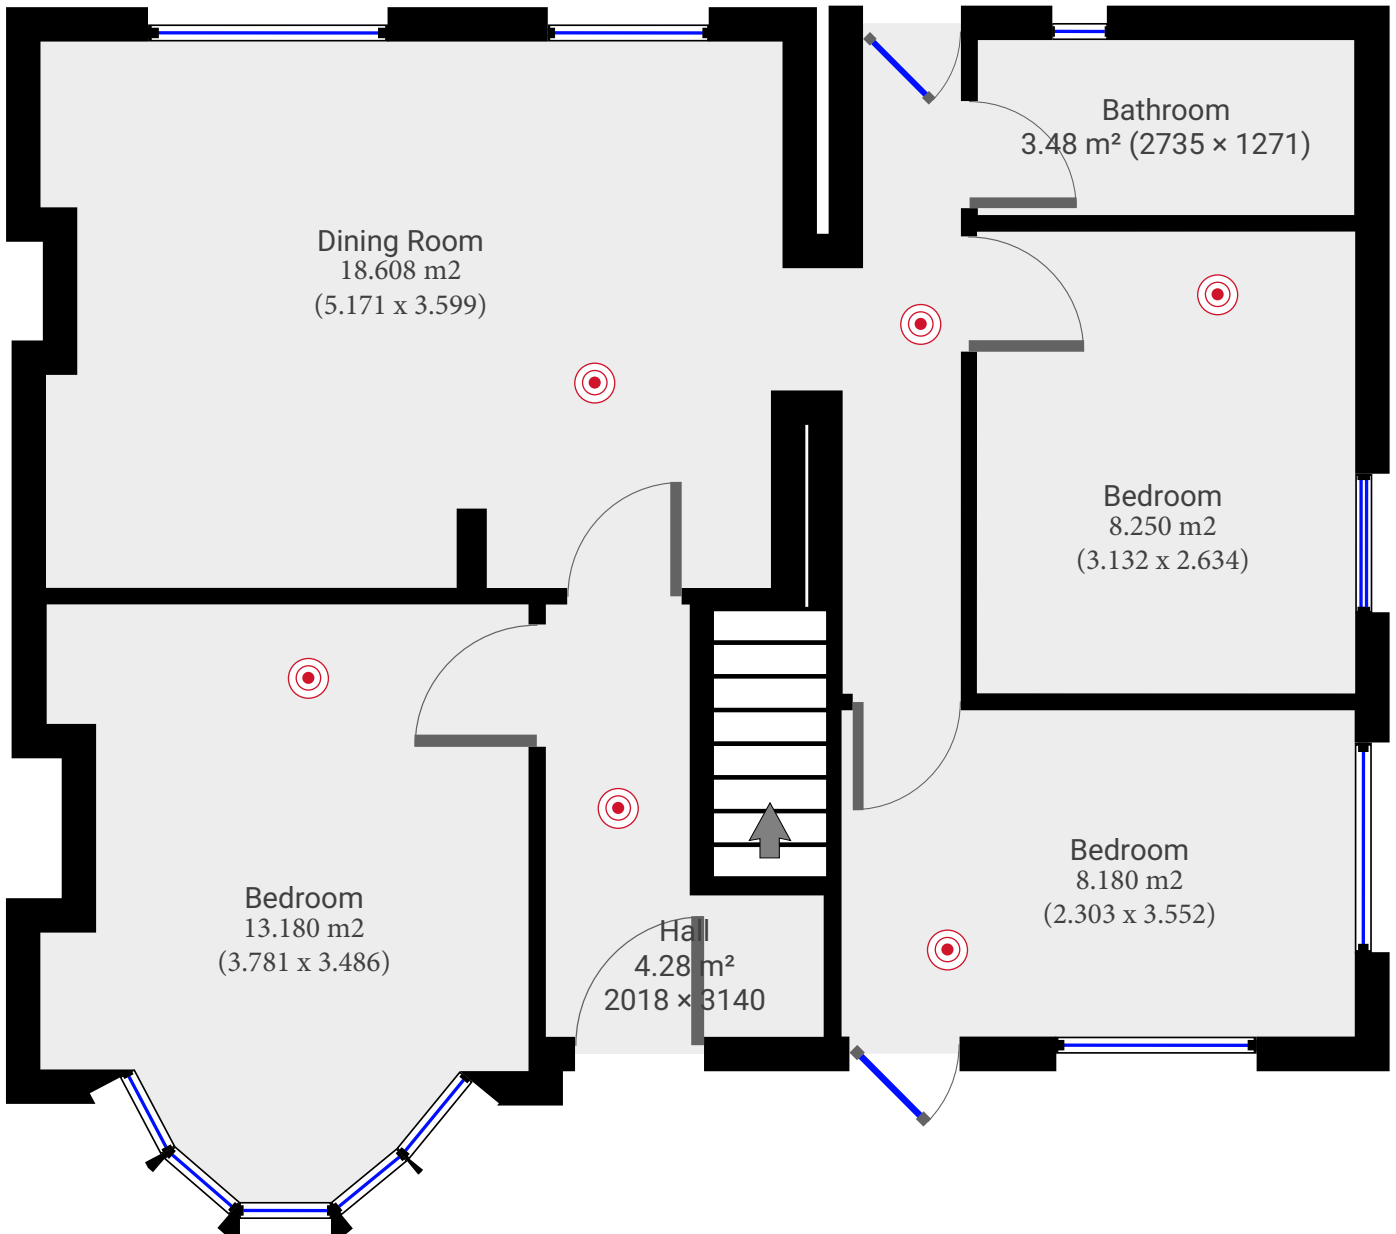 Bathroom
3.48 m² (2735 × 1271)
Dining Room
18.608 m2
(5.171 x 3.599)
Bedroom
8.250 m2
(3.132 x 2.634)
Bedroom
8.180 m2
(2.303 x 3.552)
Bedroom
13.180 m2
(3.781 x 3.486)
Hall
4.28 m²
2018 × 3140